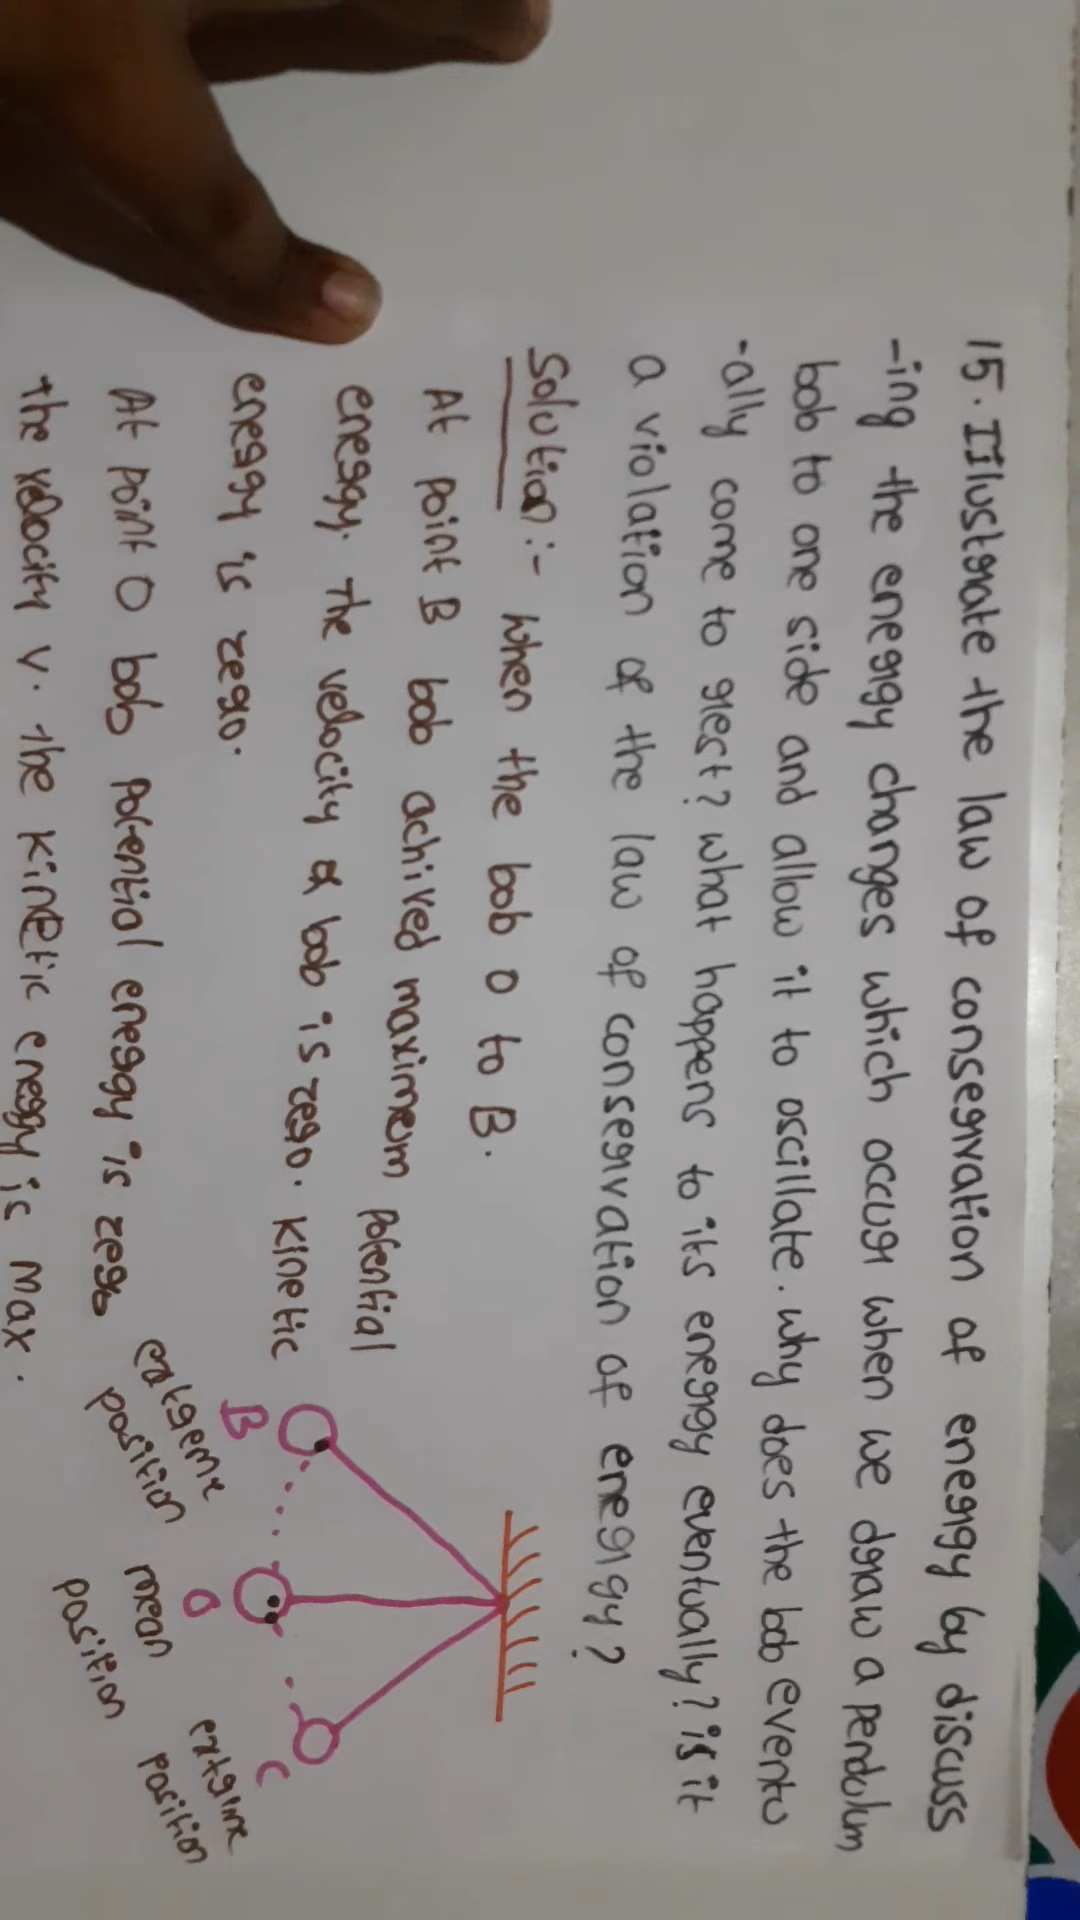 15. Illustrate the law of conservation of energy by discuss
-ing the energy changes which occur when we draw a pendulum
bob to one side and allow it to oscillate. why does the bob eventu
-ally come to rest? what happens to its energy eventually? is it
a violation of the law of conservation of energy?
Solution :- when the bob O to B.
At point B bob achived maximum potential
energy. The velocity of bob is zero. Kinetic
energy is zero.
At point O bob potential energy is zero
the velocity v. the Kinetic energy is max.
B
O
C
extreme
position
mean
position
extrime
position